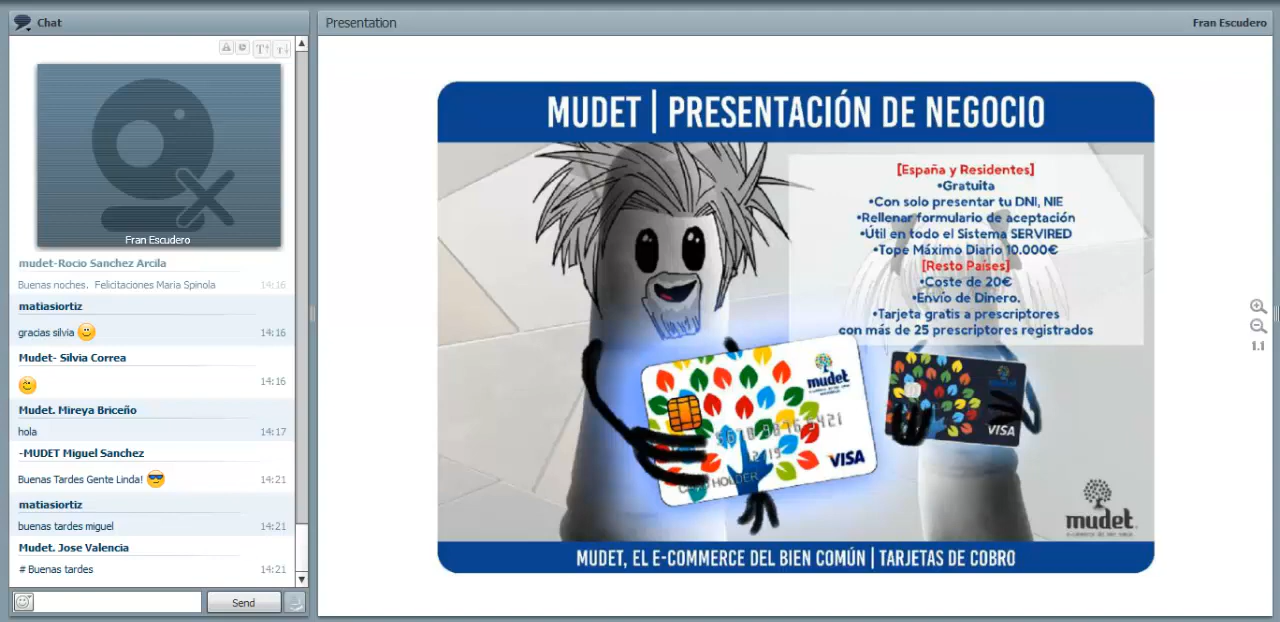 Chat
Fran Escudero
mudet-Rocio Sanchez Arcila
Buenas noches. Felicitaciones Maria Spinola 14:16
matiasiortiz
gracias silvia 14:16
Mudet- Silvia Correa
14:16
Mudet. Mireya Briceño
hola 14:17
-MUDET Miguel Sanchez
Buenas Tardes Gente Linda! 14:21
matiasiortiz
buenas tardes miguel 14:21
Mudet. Jose Valencia
# Buenas tardes 14:21
Send
Presentation
Fran Escudero
MUDET | PRESENTACIÓN DE NEGOCIO
[España y Residentes]
•Gratuita
•Con solo presentar tu DNI, NIE
•Rellenar formulario de aceptación
•Útil en todo el Sistema SERVIRED
•Tope Máximo Diario 10.000€
[Resto Países]
•Coste de 20€
•Envío de Dinero.
•Tarjeta gratis a prescriptores
con más de 25 prescriptores registrados
1.1
mudet
VISA
VISA
mudet
MUDET, EL E-COMMERCE DEL BIEN COMÚN | TARJETAS DE COBRO